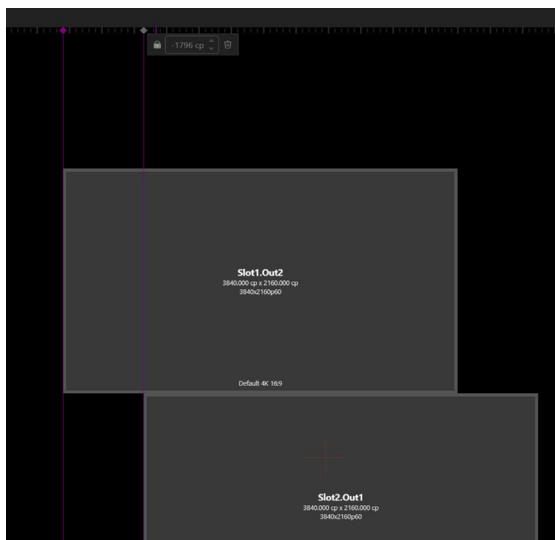 -1796 cp
Slot1.Out2
3840.000 cp x 2160.000 cp
3840x2160p60
Default 4K 16:9
Slot2.Out1
3840.000 cp x 2160.000 cp
3840x2160p60